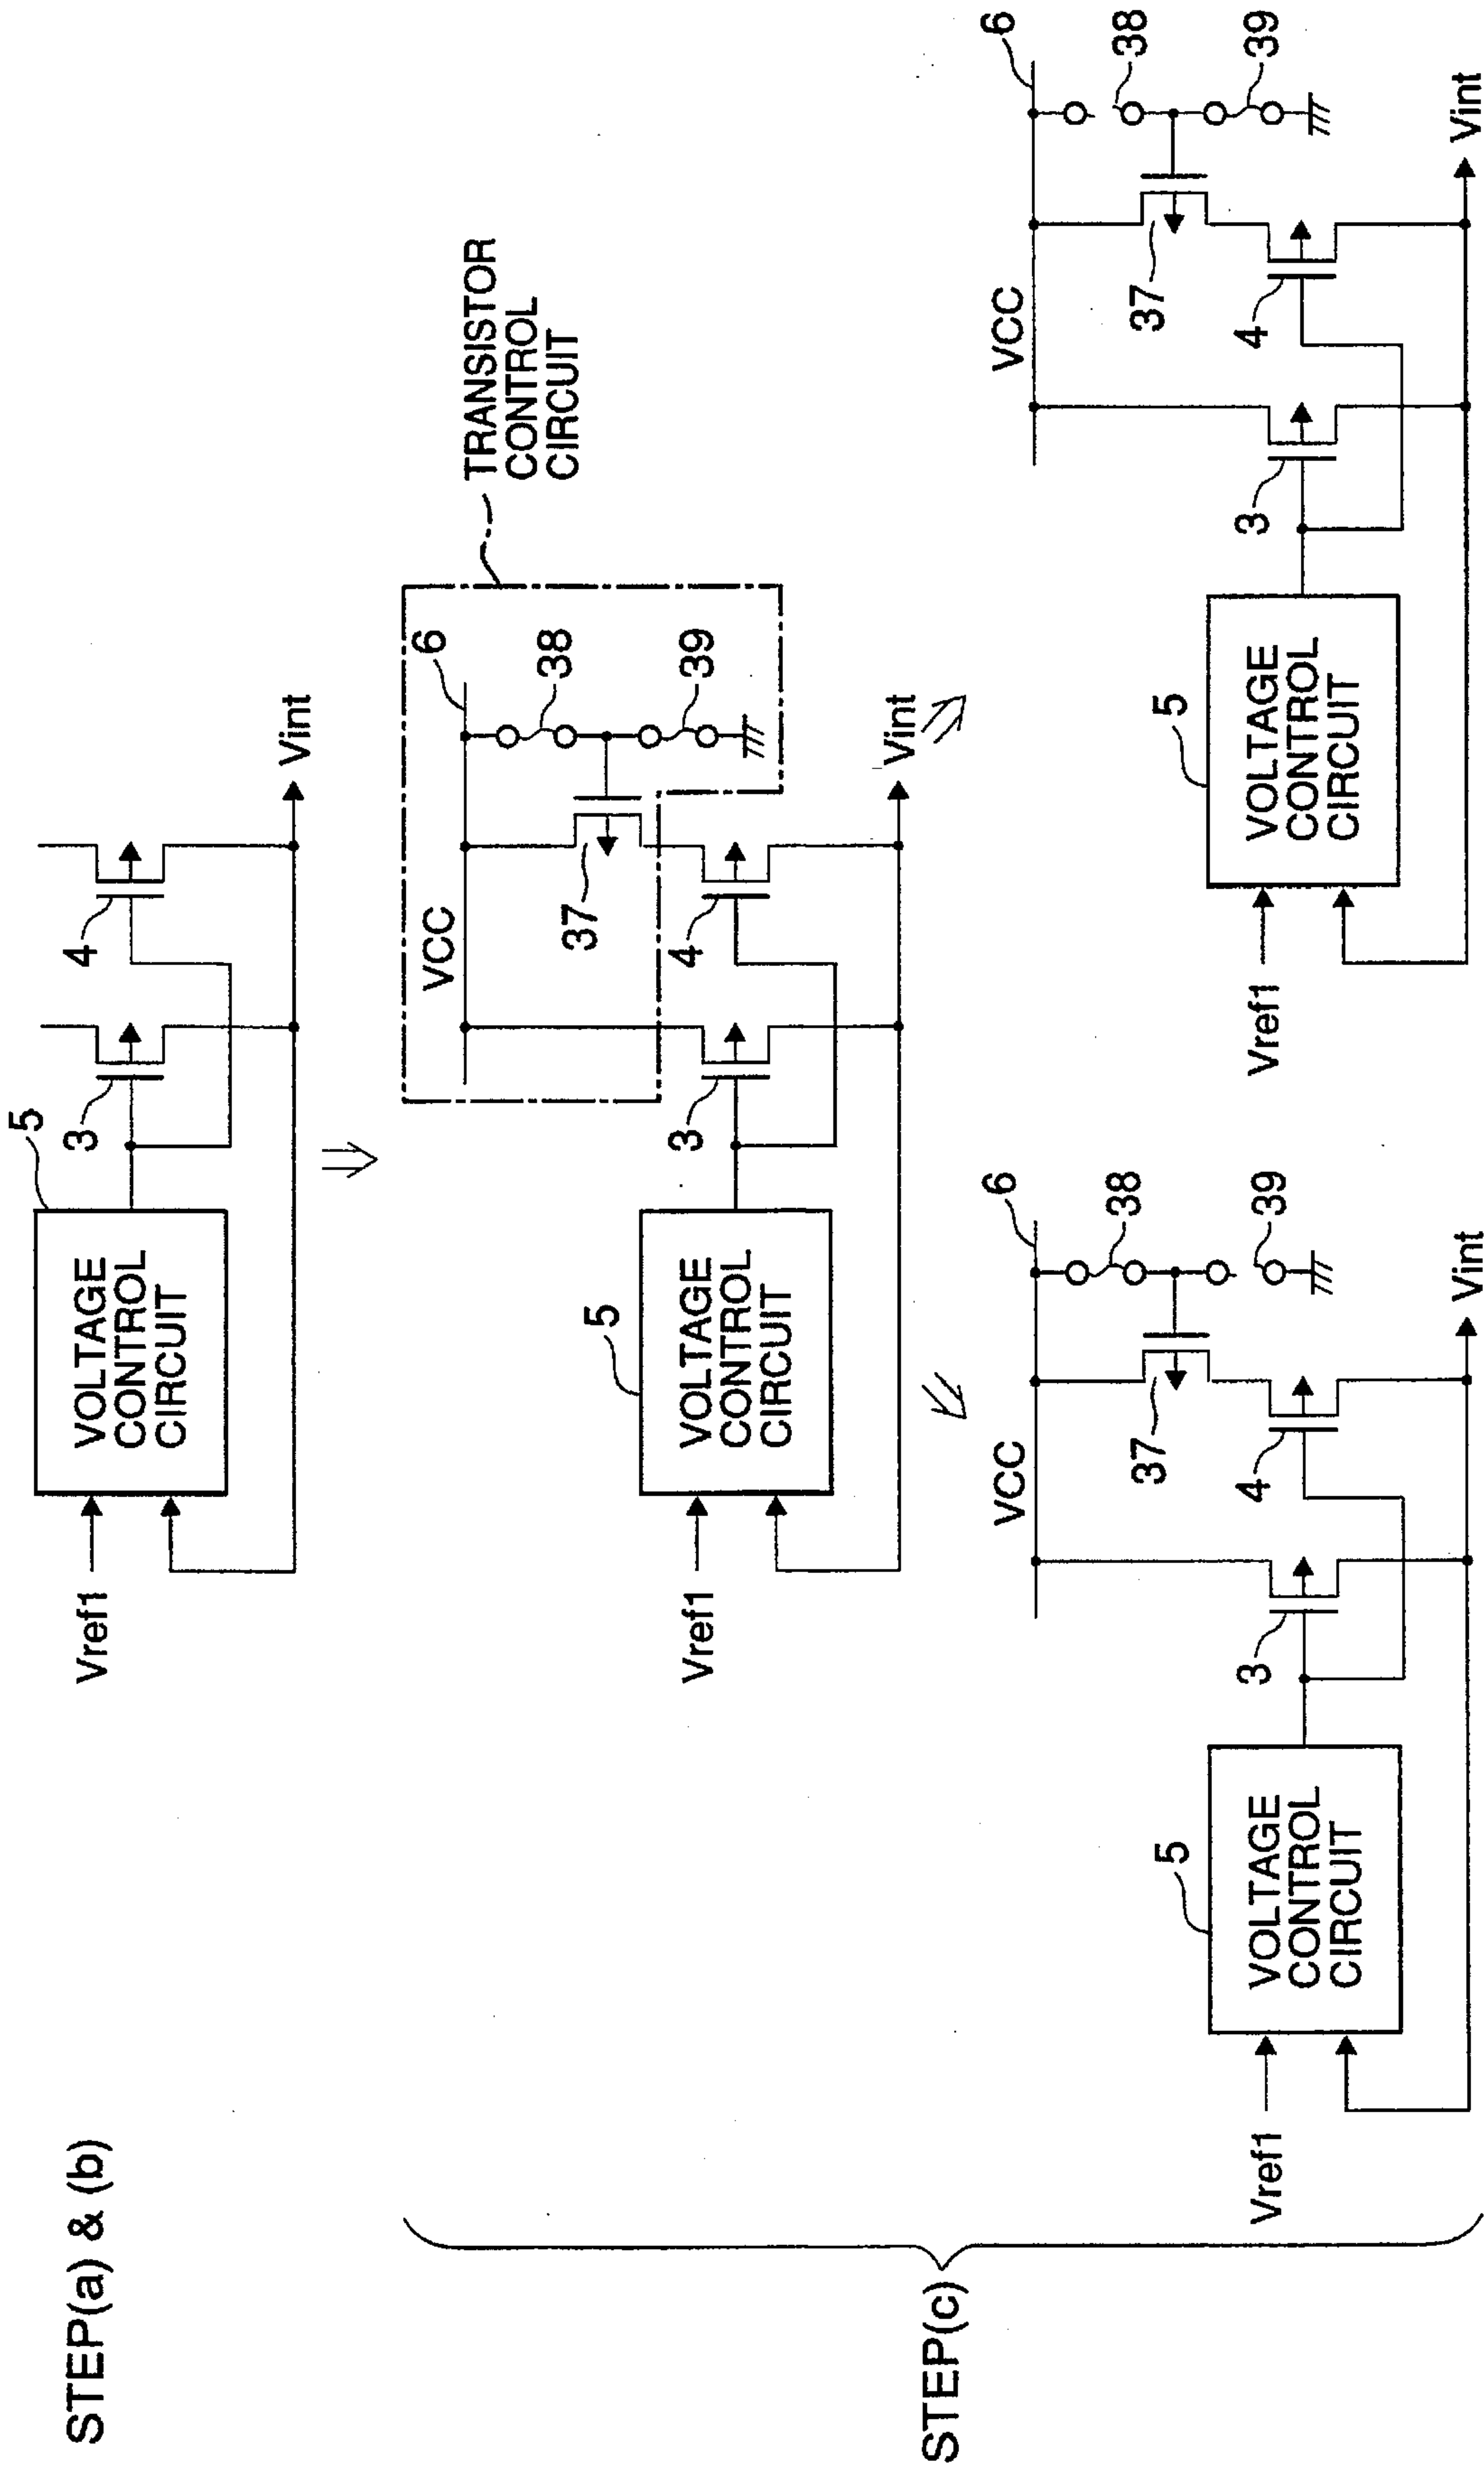 STEP(a) & (b)
Vref1
5
VOLTAGE
CONTROL
CIRCUIT
3
4
Vint
STEP(c)
Vref1
5
VOLTAGE
CONTROL
CIRCUIT
3
4
VCC
37
6
38
39
Vint
TRANSISTOR
CONTROL
CIRCUIT
Vref1
5
VOLTAGE
CONTROL
CIRCUIT
3
4
VCC
37
6
38
39
Vint
Vref1
5
VOLTAGE
CONTROL
CIRCUIT
3
4
VCC
37
6
38
39
Vint